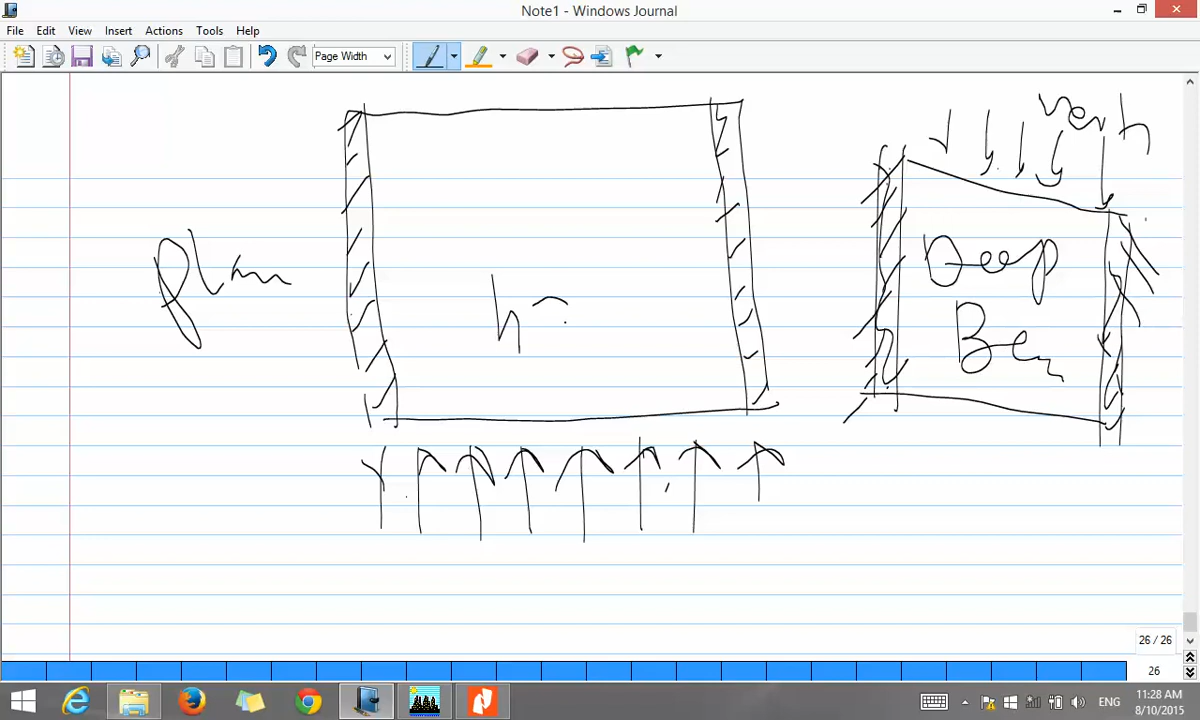 Note1 - Windows Journal
File Edit View Insert Actions Tools Help
Page Width
plan
h
Deep
26 / 26
26
ENG
11:28 AM
8/10/2015